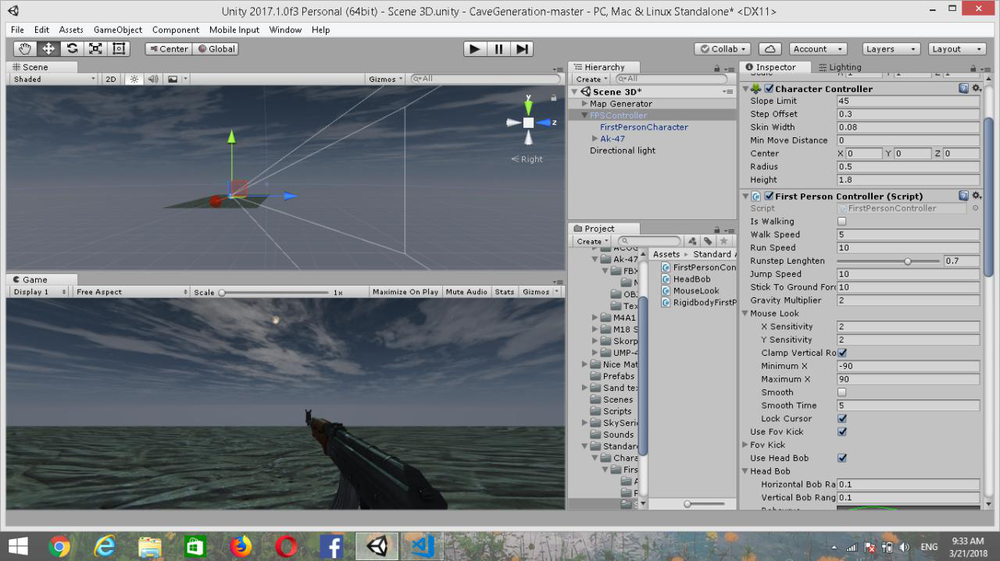 Unity 2017.1.0f3 Personal (64bit) - Scene 3D.unity - CaveGeneration-master - PC, Mac & Linux Standalone* <DX11>
File Edit Assets GameObject Component Mobile Input Window Help
Center Global Collab Account Layers Layout
Scene
Shaded 2D Gizmos All
y
z
Right
Game
Display 1 Free Aspect Scale 1x Maximize On Play Mute Audio Stats Gizmos
Hierarchy
Create All
Scene 3D*
Map Generator
FPSController
FirstPersonCharacter
Ak-47
Directional light
Project
Create
ACOG
Ak-47
FBX
OB
Tex
M4A1
M18 S
Skorp
UMP-4
Nice Mat
Prefabs
Sand tex
Scenes
Scripts
SkySerie
Sounds
Standard
Chara
First
Assets Standard A
FirstPersonCon
HeadBob
MouseLook
RigidbodyFirstP
Inspector Lighting
Scale X 1 Y 1 Z 1
Character Controller
Slope Limit 45
Step Offset 0.3
Skin Width 0.08
Min Move Distance 0
Center X 0 Y 0 Z 0
Radius 0.5
Height 1.8
First Person Controller (Script)
Script FirstPersonController
Is Walking
Walk Speed 5
Run Speed 10
Runstep Lenghten 0.7
Jump Speed 10
Stick To Ground Forc 10
Gravity Multiplier 2
Mouse Look
X Sensitivity 2
Y Sensitivity 2
Clamp Vertical Ro
Minimum X -90
Maximum X 90
Smooth
Smooth Time 5
Lock Cursor
Use Fov Kick
Fov Kick
Use Head Bob
Head Bob
Horizontal Bob Ra 0.1
Vertical Bob Rang 0.1
ENG
9:33 AM
3/21/2018